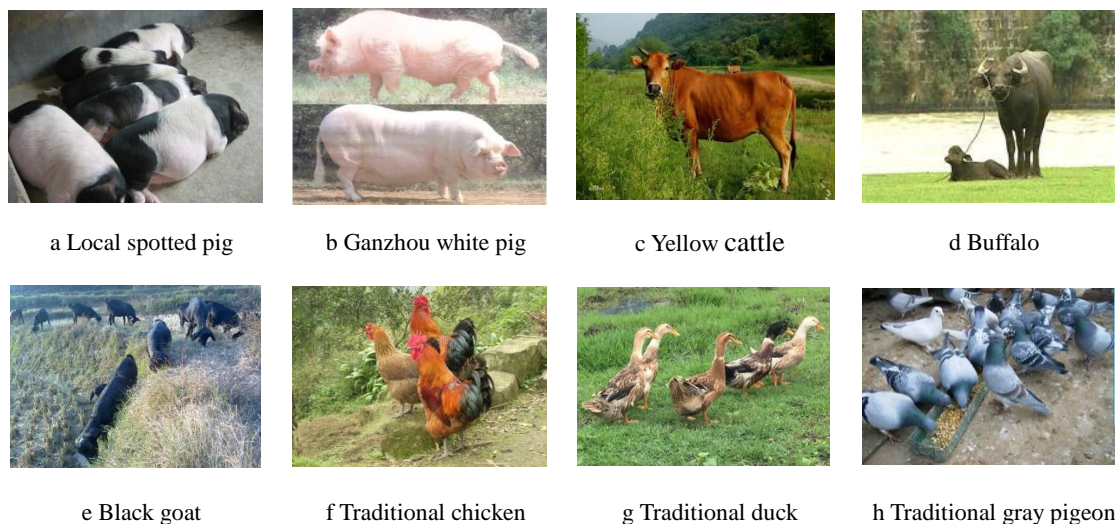 a Local spotted pig
b Ganzhou white pig
c Yellow cattle
d Buffalo
e Black goat
f Traditional chicken
g Traditional duck
h Traditional gray pigeon